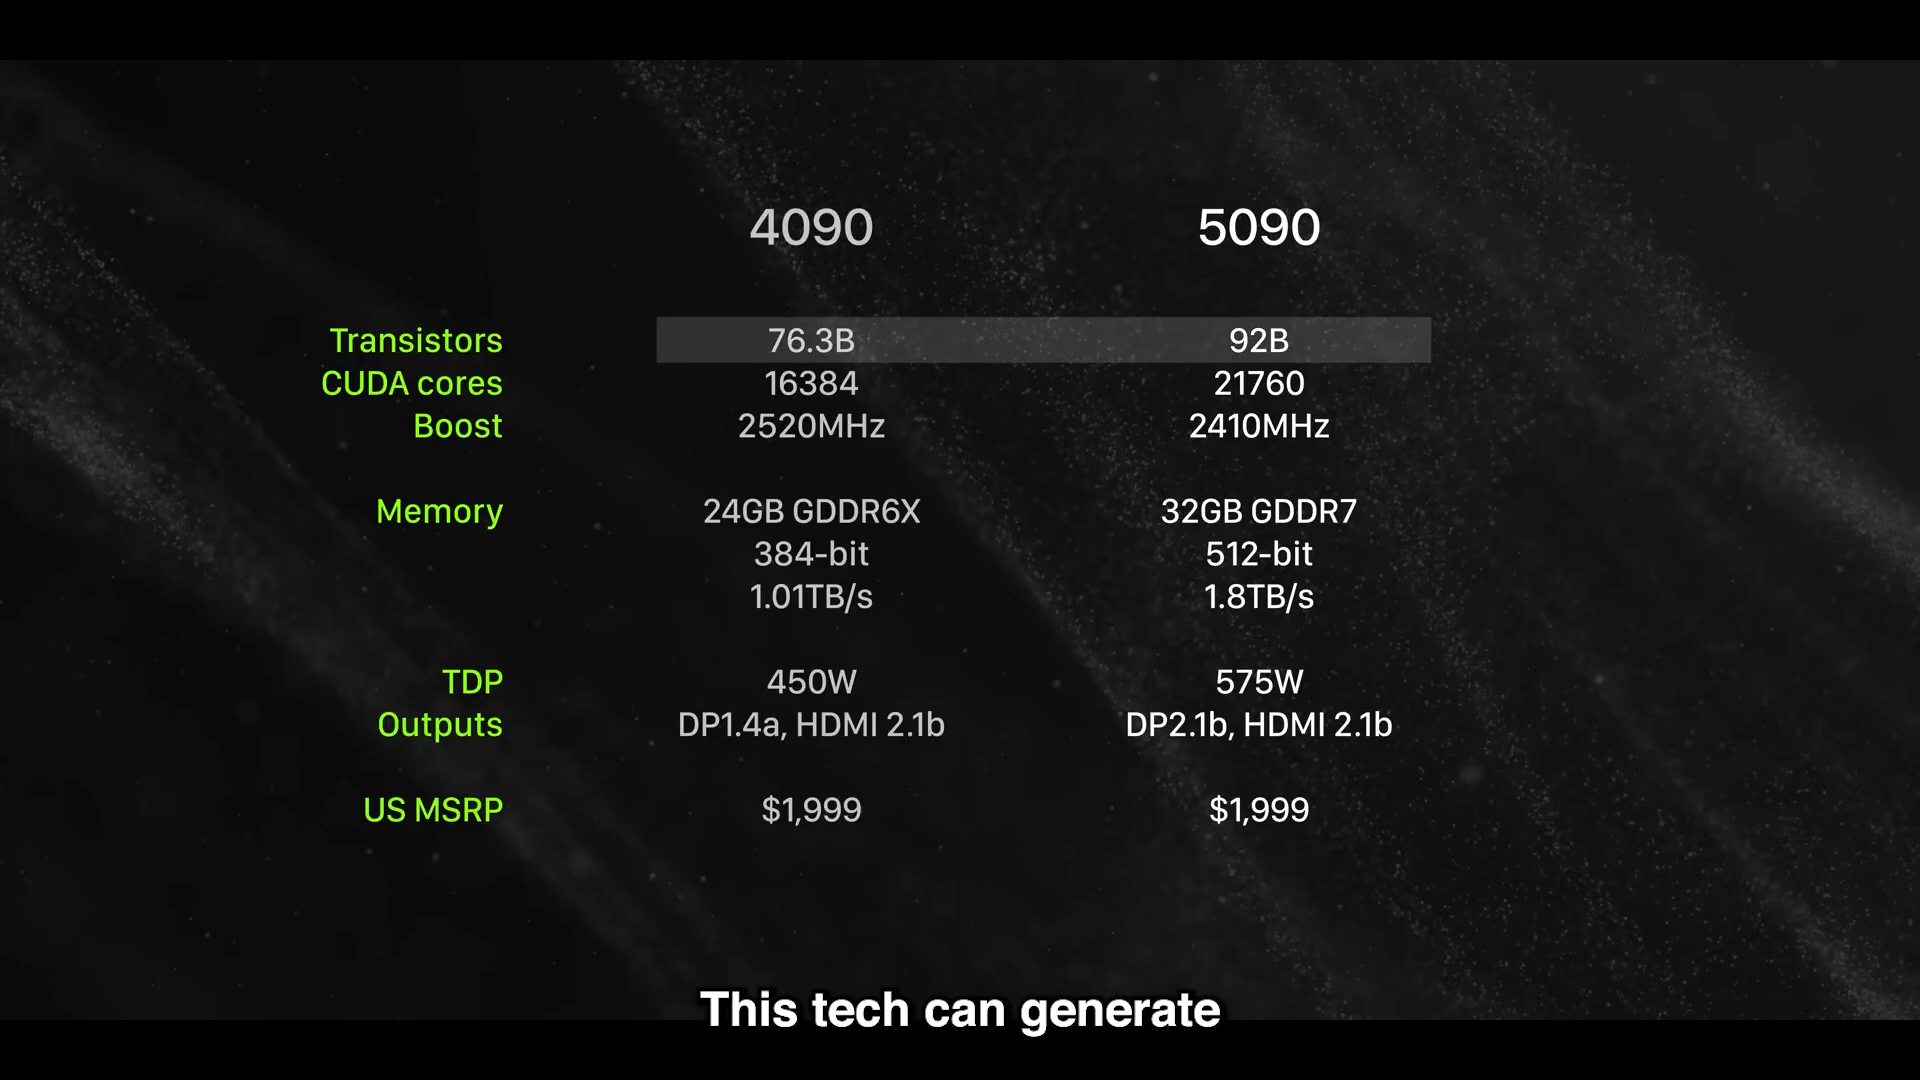 4090 5090
Transistors 76.3B 92B
CUDA cores 16384 21760
Boost 2520MHz 2410MHz
Memory 24GB GDDR6X 32GB GDDR7
384-bit 512-bit
1.01TB/s 1.8TB/s
TDP 450W 575W
Outputs DP1.4a, HDMI 2.1b DP2.1b, HDMI 2.1b
US MSRP $1,999 $1,999
This tech can generate